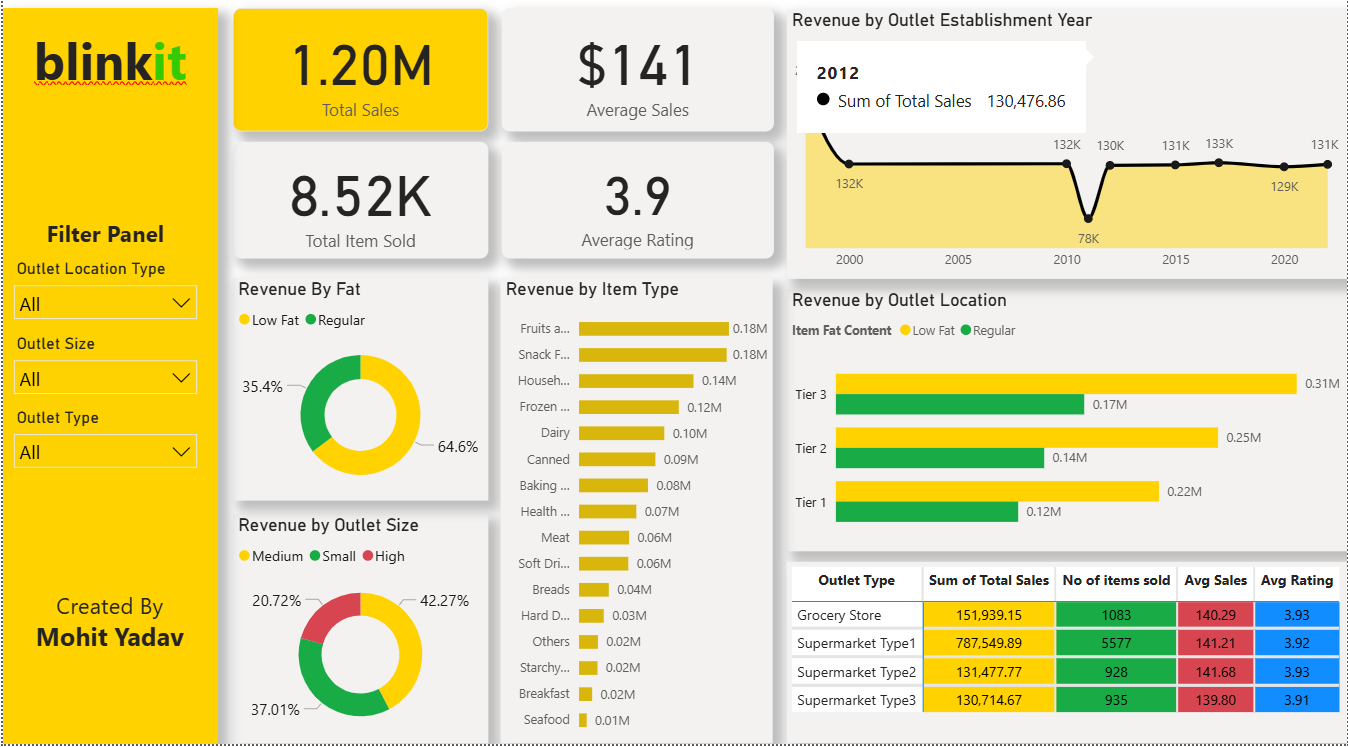 blinkit
Filter Panel
Outlet Location Type
All
Outlet Size
All
Outlet Type
All
Created By
Mohit Yadav
1.20M
Total Sales
$141
Average Sales
8.52K
Total Item Sold
3.9
Average Rating
Revenue By Fat
Low Fat Regular
35.4%
64.6%
Revenue by Outlet Size
Medium Small High
20.72%
42.27%
37.01%
Revenue by Item Type
Fruits a... 0.18M
Snack F... 0.18M
Househ... 0.14M
Frozen ... 0.12M
Dairy 0.10M
Canned 0.09M
Baking ... 0.08M
Health ... 0.07M
Meat 0.06M
Soft Dri... 0.06M
Breads 0.04M
Hard D... 0.03M
Others 0.02M
Starchy... 0.02M
Breakfast 0.02M
Seafood 0.01M
Revenue by Outlet Establishment Year
2012
Sum of Total Sales 130,476.86
132K 132K 78K 130K 131K 133K 129K 131K
2000 2005 2010 2015 2020
Revenue by Outlet Location
Item Fat Content Low Fat Regular
Tier 3 0.31M
0.17M
Tier 2 0.25M
0.14M
Tier 1 0.22M
0.12M
Outlet Type Sum of Total Sales No of items sold Avg Sales Avg Rating
Grocery Store 151,939.15 1083 140.29 3.93
Supermarket Type1 787,549.89 5577 141.21 3.92
Supermarket Type2 131,477.77 928 141.68 3.93
Supermarket Type3 130,714.67 935 139.80 3.91